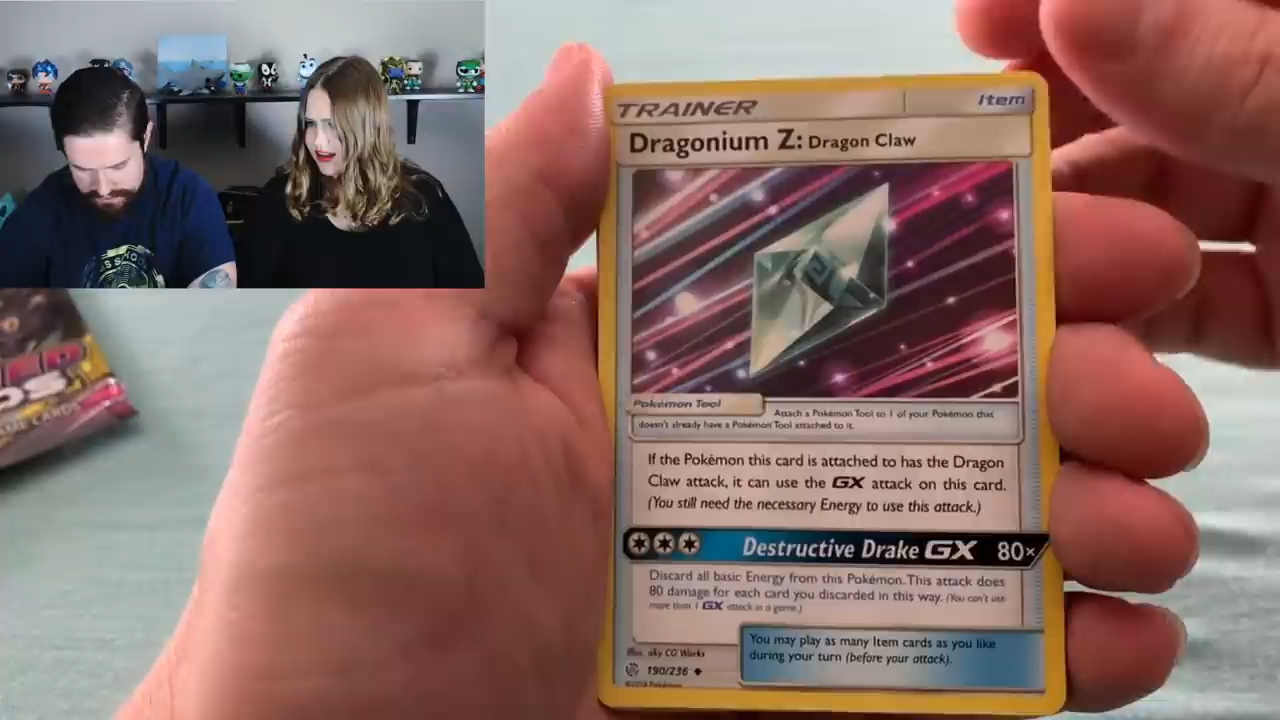 TRAINER
Item
Dragonium Z: Dragon Claw
Pokémon Tool
Attach a Pokémon Tool to 1 of your Pokémon that
doesn't already have a Pokémon Tool attached to it.
If the Pokémon this card is attached to has the Dragon
Claw attack, it can use the GX attack on this card.
(You still need the necessary Energy to use this attack.)
Destructive Drake GX 80×
Discard all basic Energy from this Pokémon. This attack does
80 damage for each card you discarded in this way. (You can't use
more than 1 GX attack in a game.)
You may play as many Item cards as you like
during your turn (before your attack).
Illus. sky CG Works
190/236
©2019 Pokémon
CARDS